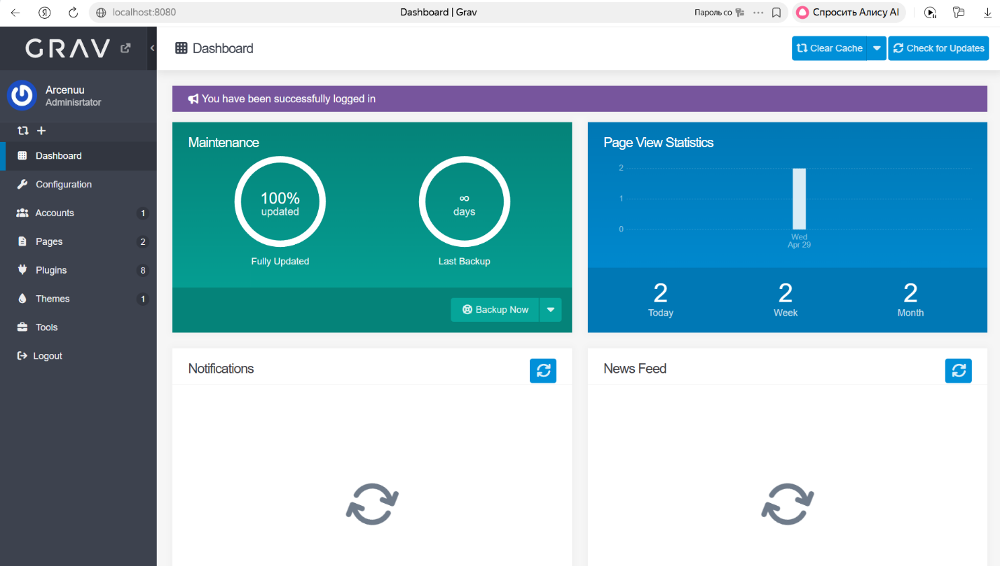 localhost:8080
Dashboard | Grav
Пароль со
Спросить Алису AI
GRAV
Dashboard
Clear Cache
Check for Updates
Arcenuu
Adminisrtator
You have been successfully logged in
Dashboard
Configuration
Accounts 1
Pages 2
Plugins 8
Themes 1
Tools
Logout
Maintenance
100%
updated
Fully Updated
∞
days
Last Backup
Backup Now
Page View Statistics
2
1
0
Wed
Apr 29
2 2 2
Today Week Month
Notifications
News Feed